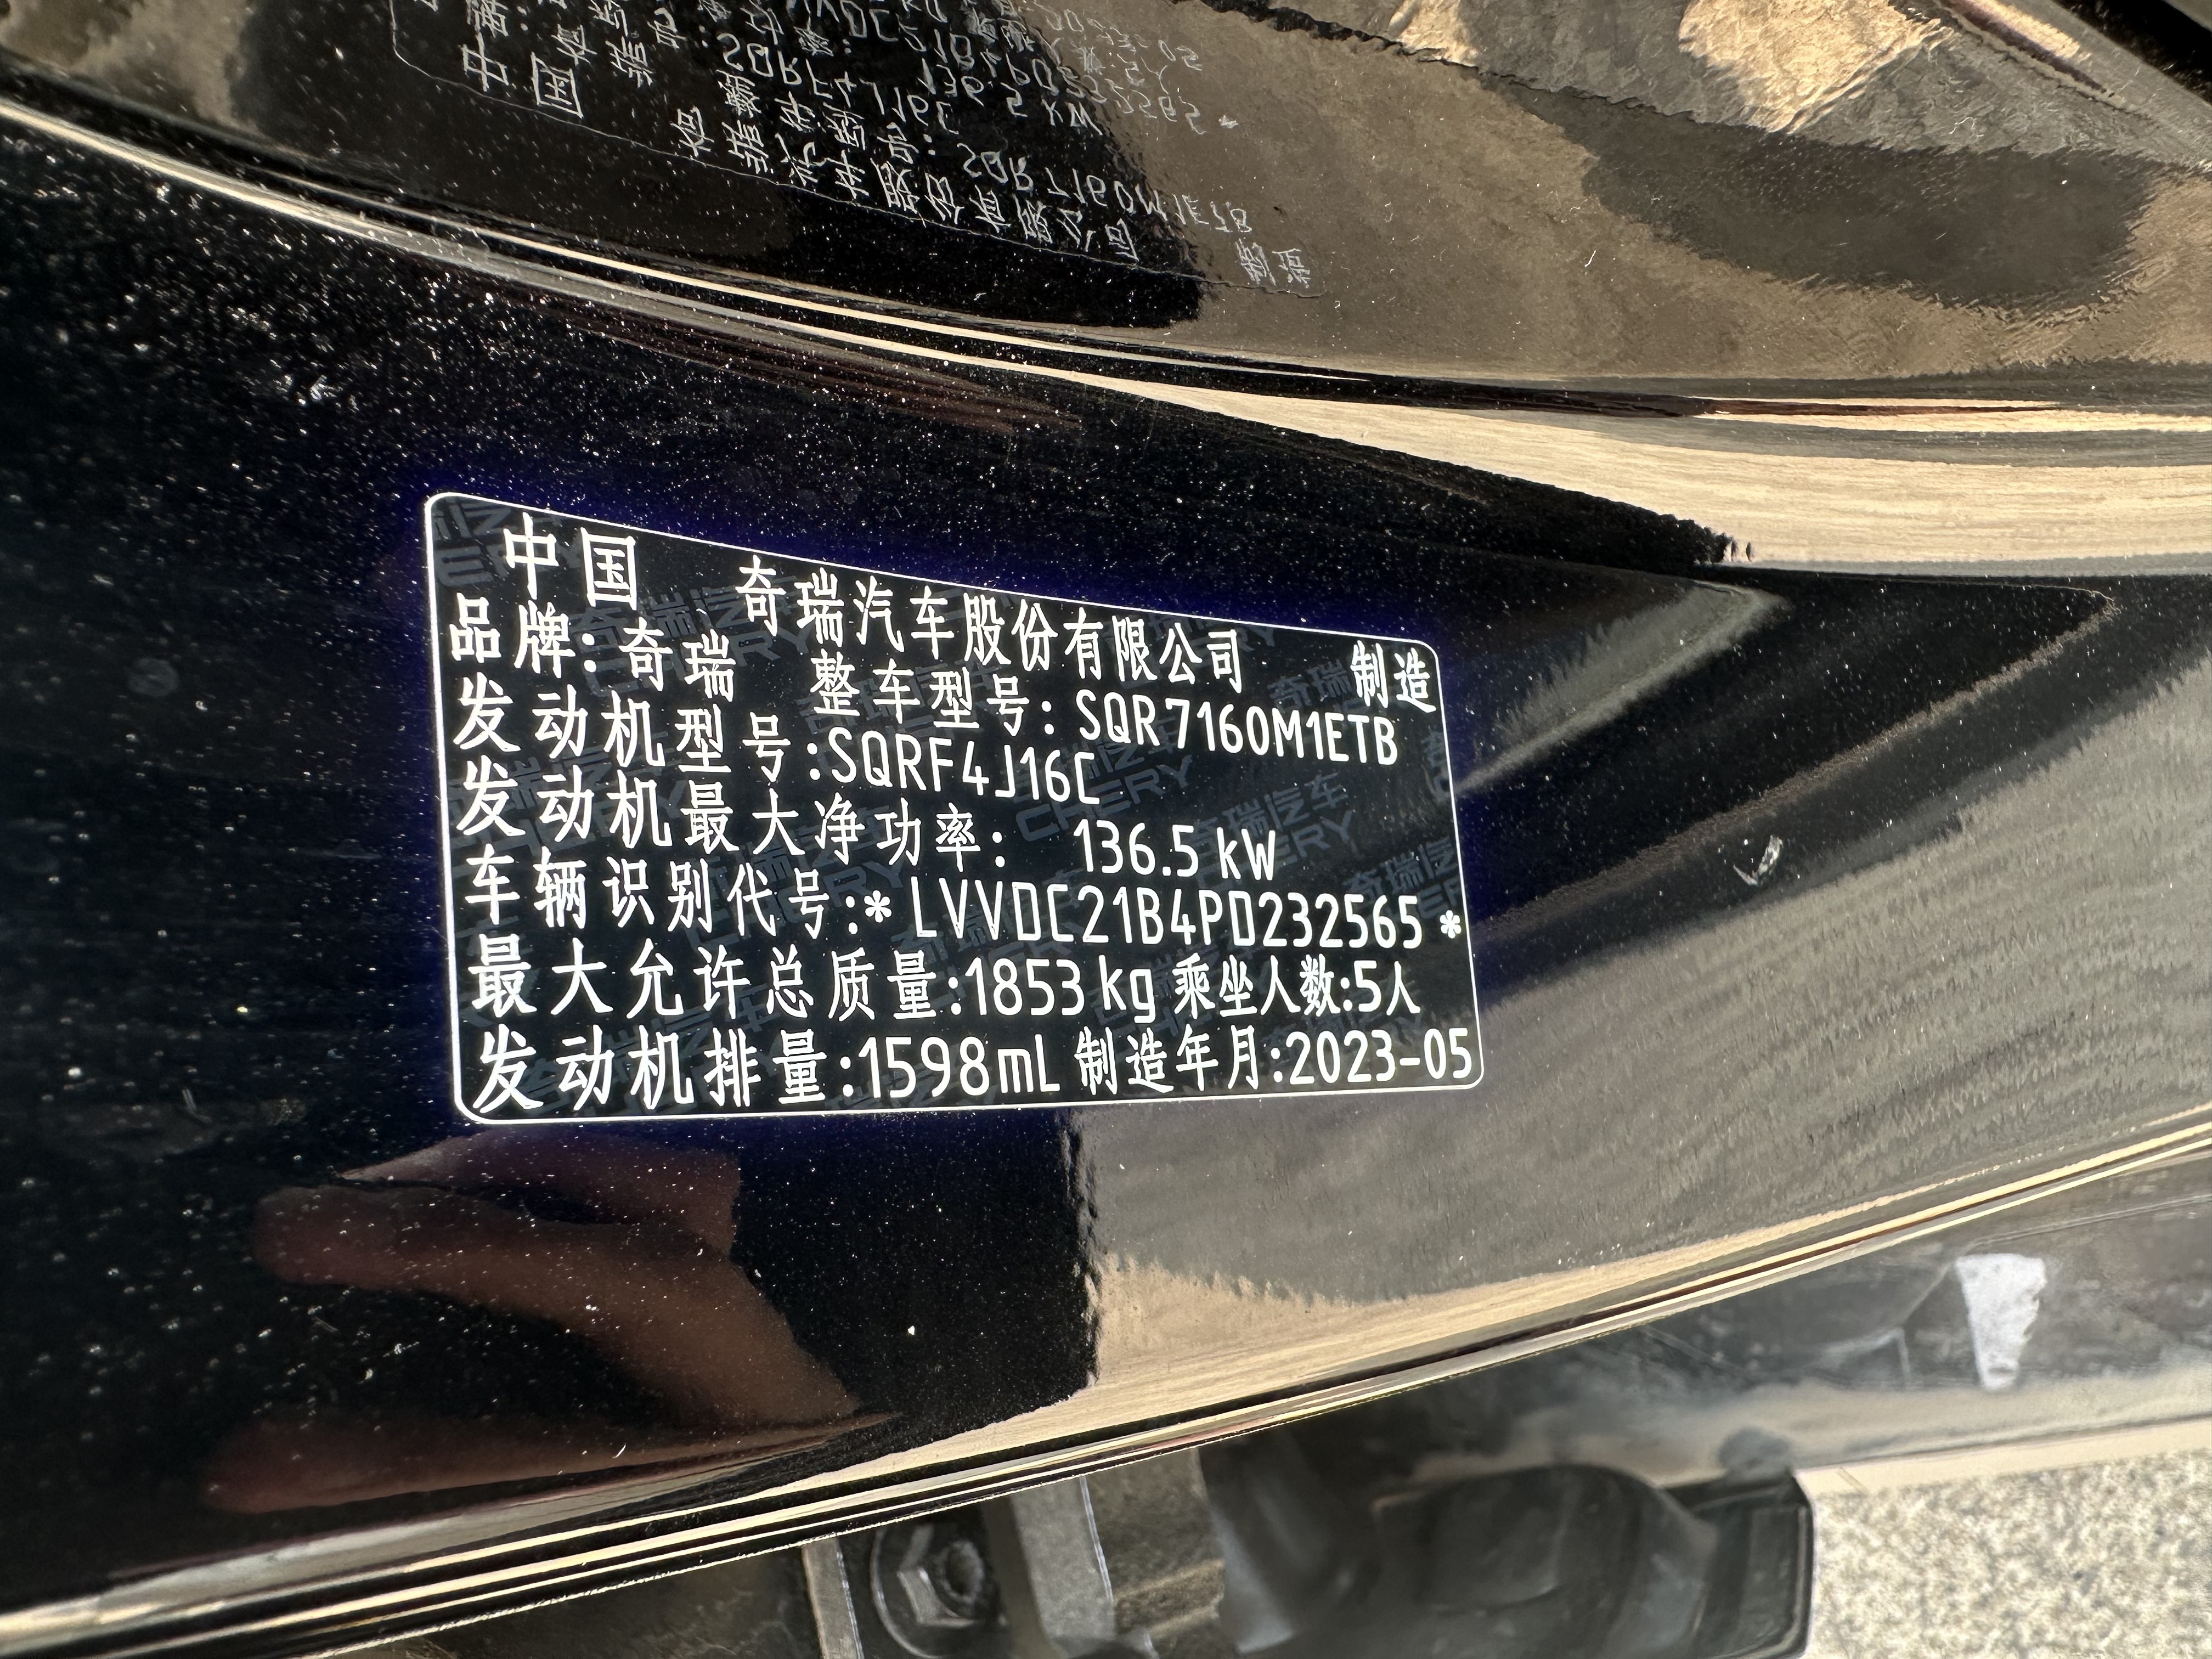 中国 奇瑞汽车股份有限公司 制造
品牌:奇瑞 整车型号:SQR7160M1ETB
发动机型号:SQRF4J16C
发动机最大净功率: 136.5 kW
车辆识别代号:*LVVDC21B4PD232565*
最大允许总质量:1853kg 乘坐人数:5人
发动机排量:1598mL 制造年月:2023-05